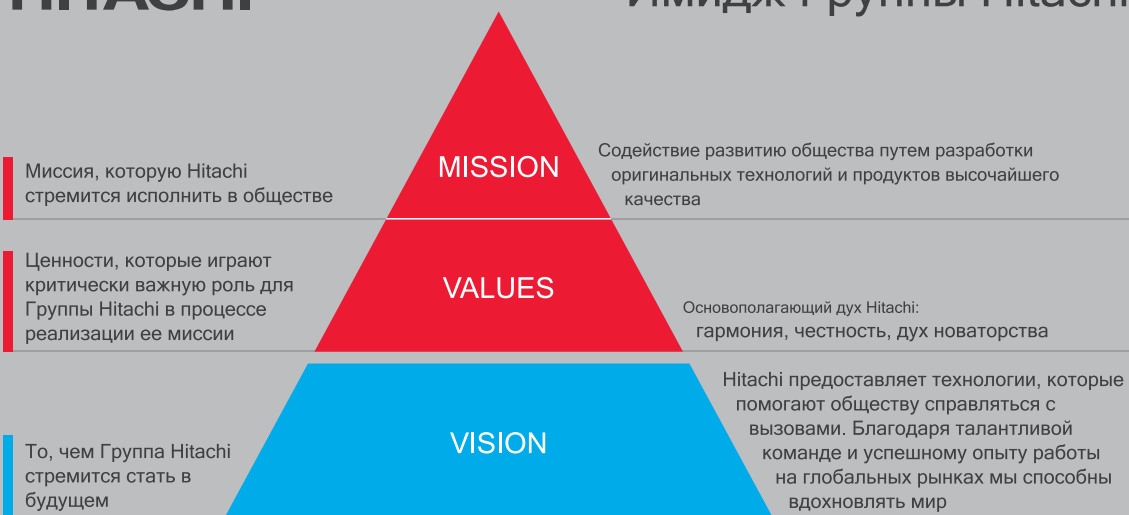 HITACHI
Имидж Группы Hitachi
MISSION
Миссия, которую Hitachi
стремится исполнить в обществе
Содействие развитию общества путем разработки
оригинальных технологий и продуктов высочайшего
качества
VALUES
Ценности, которые играют
критически важную роль для
Группы Hitachi в процессе
реализации ее миссии
Основополагающий дух Hitachi:
гармония, честность, дух новаторства
VISION
То, чем Группа Hitachi
стремится стать в
будущем
Hitachi предоставляет технологии, которые
помогают обществу справляться с
вызовами. Благодаря талантливой
команде и успешному опыту работы
на глобальных рынках мы способны
вдохновлять мир